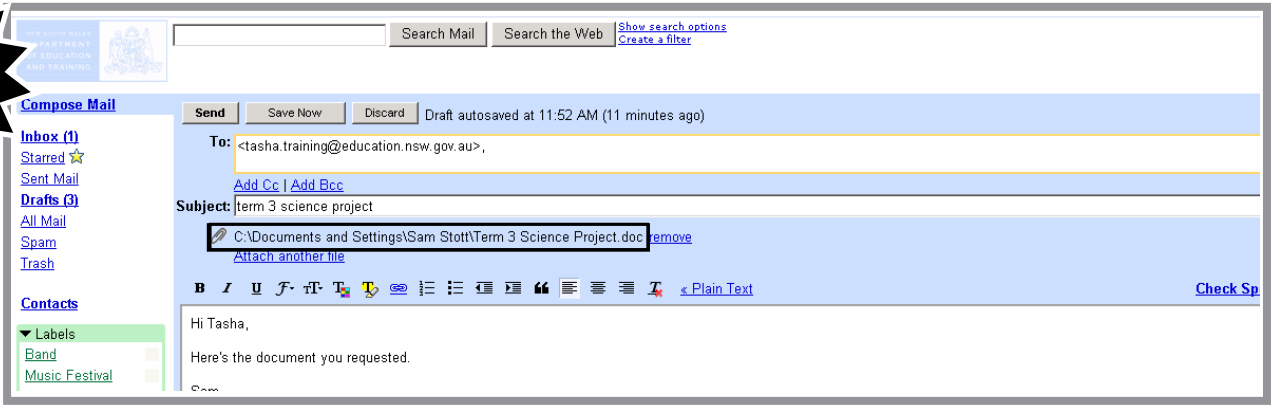 NEW SOUTH WALES
DEPARTMENT
OF EDUCATION
AND TRAINING
Search Mail Search the Web Show search options
Create a filter
Compose Mail
Send Save Now Discard Draft autosaved at 11:52 AM (11 minutes ago)
Inbox (1)
To: <tasha.training@education.nsw.gov.au>,
Starred
Sent Mail
Add Cc | Add Bcc
Drafts (3)
Subject: term 3 science project
All Mail
C:\Documents and Settings\Sam Stott\Term 3 Science Project.doc remove
Spam
Attach another file
Trash
B I U F T T T T « Plain Text Check Sp
Contacts
Hi Tasha,
Labels
Band
Here's the document you requested.
Music Festival